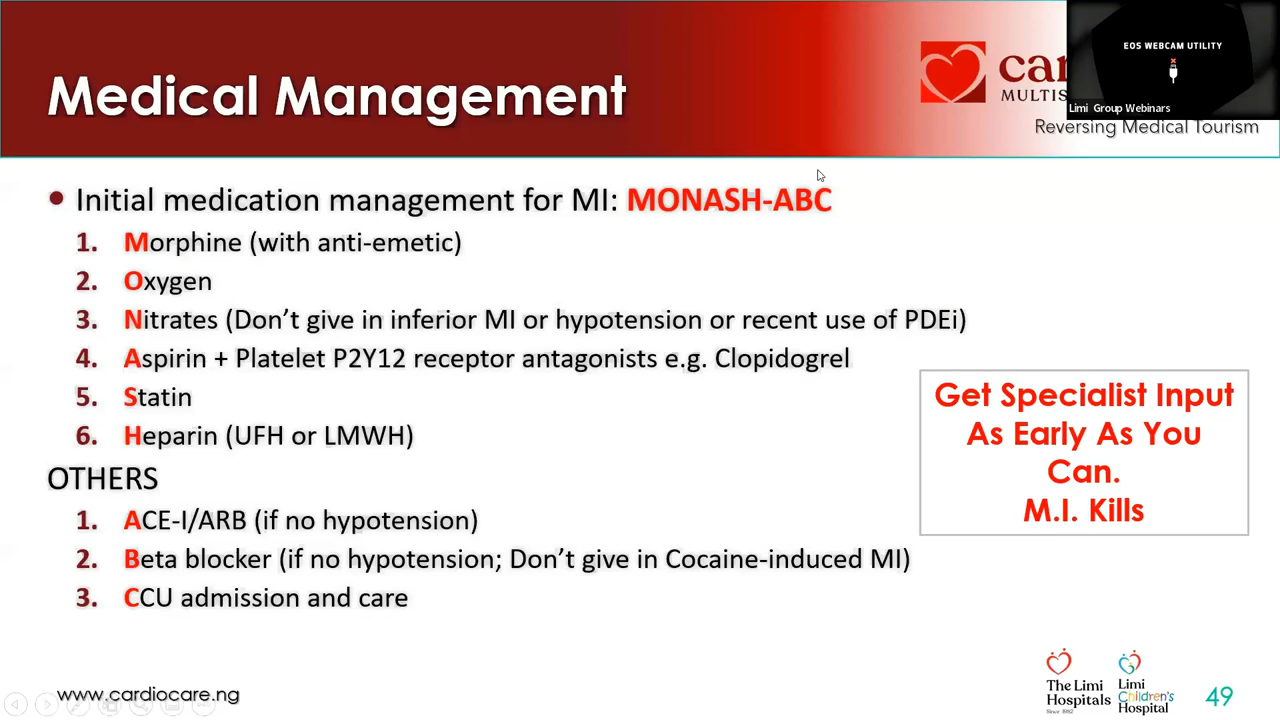 Medical Management
MULTIS
EOS WEBCAM UTILITY
Limi Group Webinars
Reversing Medical Tourism
• Initial medication management for MI: MONASH-ABC
1. Morphine (with anti-emetic)
2. Oxygen
3. Nitrates (Don't give in inferior MI or hypotension or recent use of PDEi)
4. Aspirin + Platelet P2Y12 receptor antagonists e.g. Clopidogrel
5. Statin
6. Heparin (UFH or LMWH)
Get Specialist Input
As Early As You
Can.
M.I. Kills
OTHERS
1. ACE-I/ARB (if no hypotension)
2. Beta blocker (if no hypotension; Don't give in Cocaine-induced MI)
3. CCU admission and care
www.cardiocare.ng
The Limi
Hospitals
Since 1982
Limi
Children's
Hospital
49